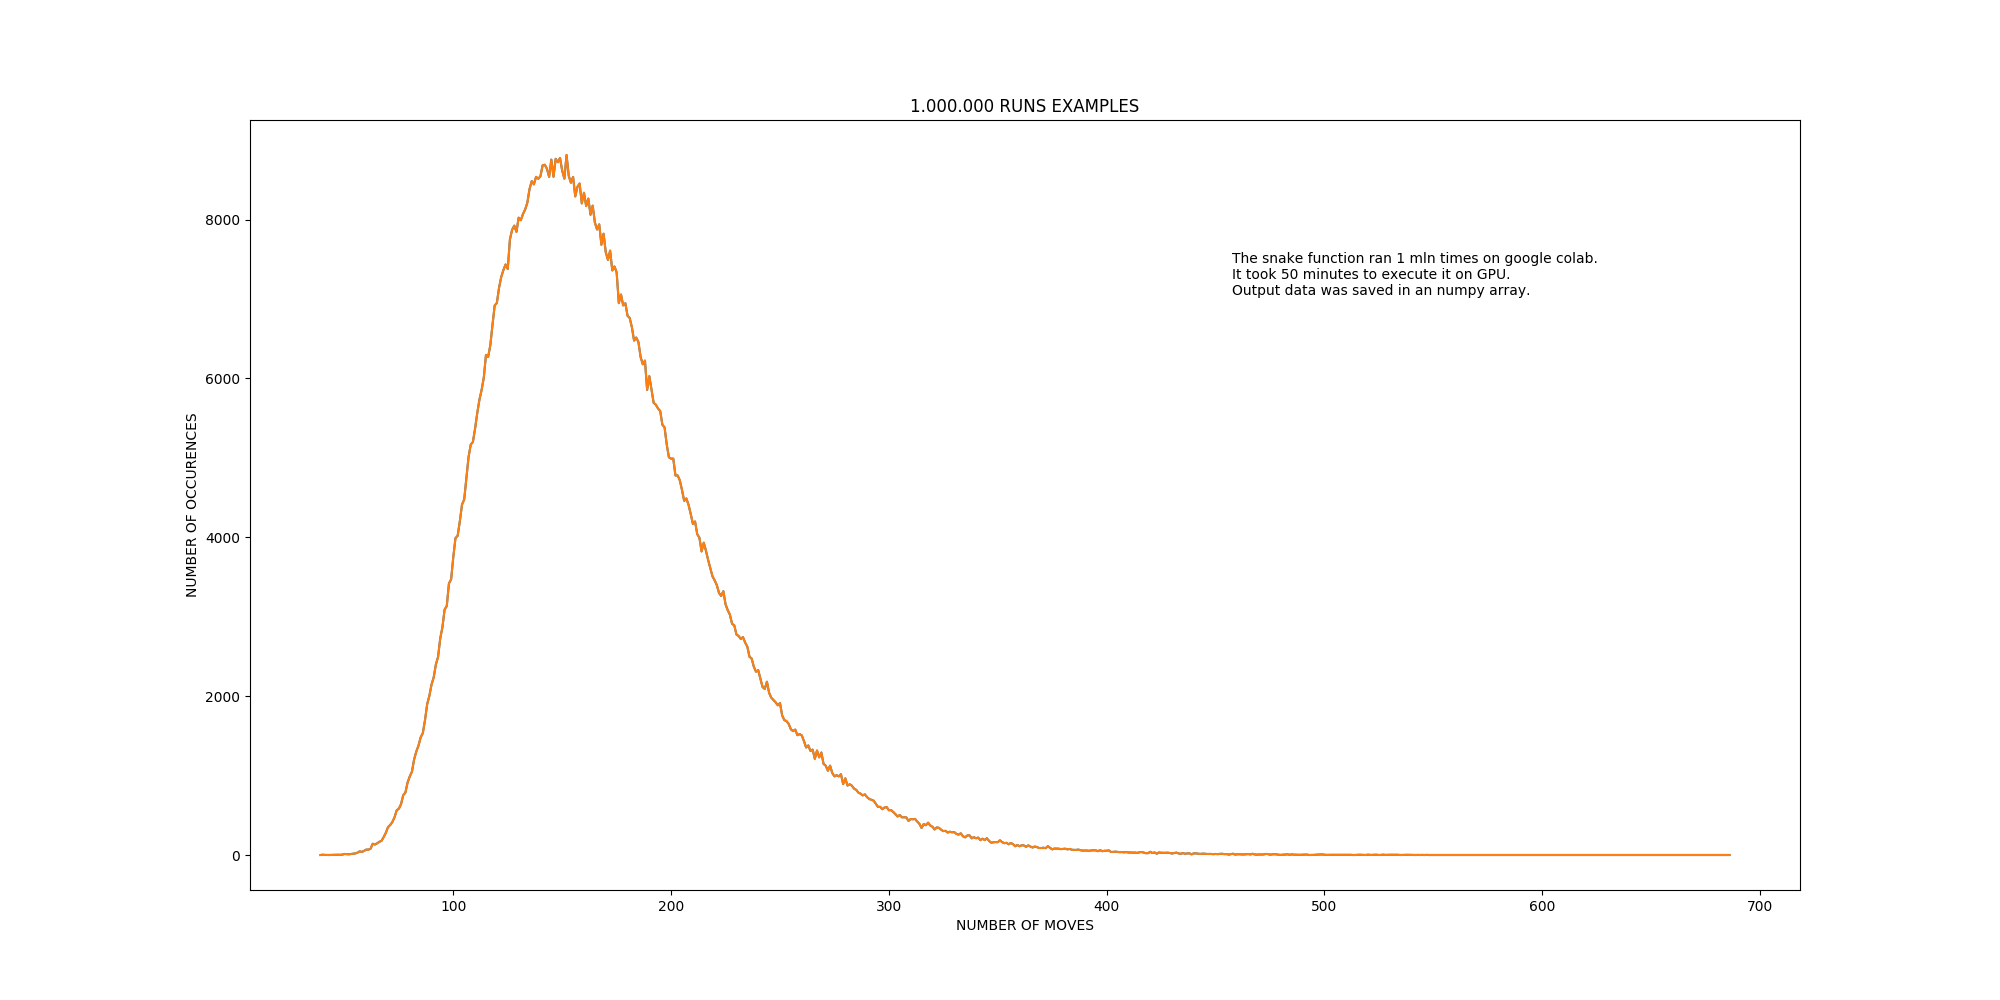 1.000.000 RUNS EXAMPLES
The snake function ran 1 mln times on google colab.
It took 50 minutes to execute it on GPU.
Output data was saved in an numpy array.
NUMBER OF OCCURENCES
8000
6000
4000
2000
0
100 200 300 400 500 600 700
NUMBER OF MOVES